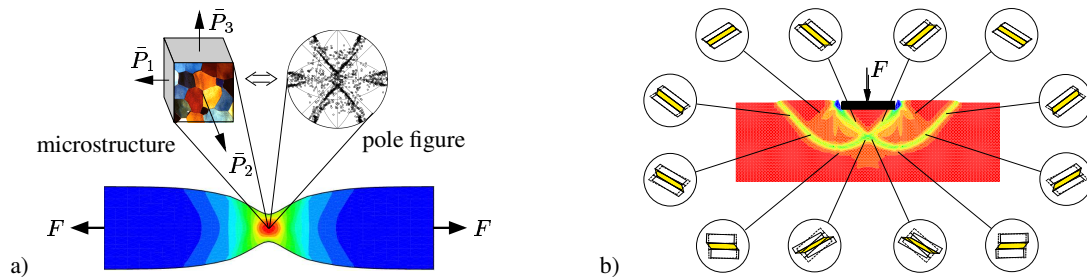 a)
P̄₃
P̄₁
P̄₂
microstructure
pole figure
F
F
b)
F